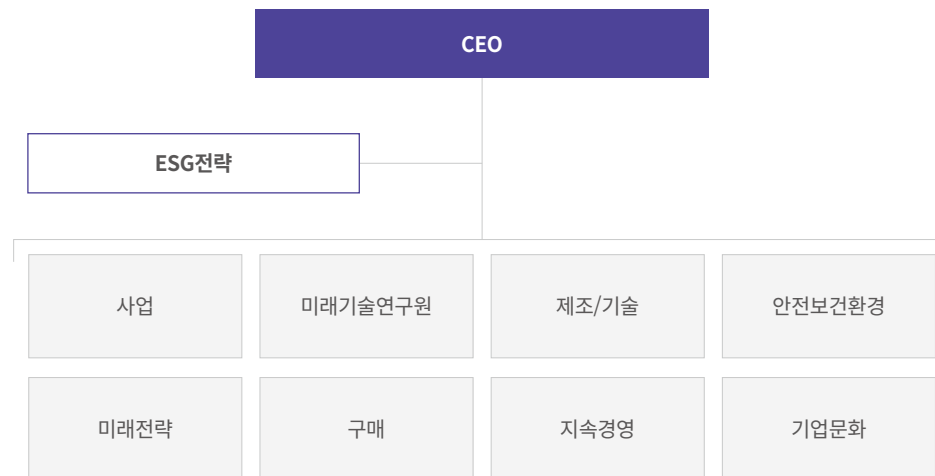 CEO
ESG전략
사업
미래기술연구원
제조/기술
안전보건환경
미래전략
구매
지속경영
기업문화